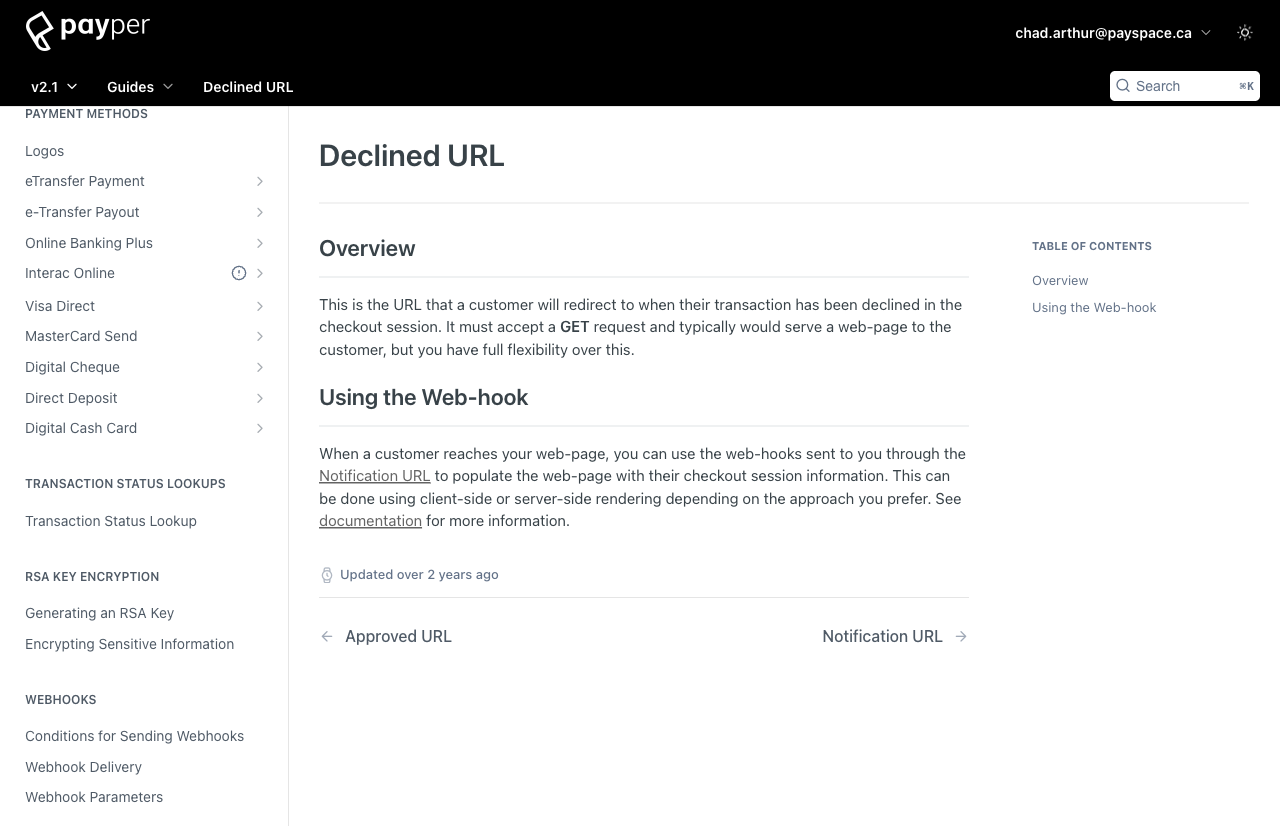 payper
chad.arthur@payspace.ca
v2.1
Guides
Declined URL
Search
⌘K
PAYMENT METHODS
Logos
eTransfer Payment
e-Transfer Payout
Online Banking Plus
Interac Online
Visa Direct
MasterCard Send
Digital Cheque
Direct Deposit
Digital Cash Card
TRANSACTION STATUS LOOKUPS
Transaction Status Lookup
RSA KEY ENCRYPTION
Generating an RSA Key
Encrypting Sensitive Information
WEBHOOKS
Conditions for Sending Webhooks
Webhook Delivery
Webhook Parameters
Declined URL
Overview
This is the URL that a customer will redirect to when their transaction has been declined in the
checkout session. It must accept a GET request and typically would serve a web-page to the
customer, but you have full flexibility over this.
Using the Web-hook
When a customer reaches your web-page, you can use the web-hooks sent to you through the
Notification URL to populate the web-page with their checkout session information. This can
be done using client-side or server-side rendering depending on the approach you prefer. See
documentation for more information.
Updated over 2 years ago
Approved URL
Notification URL
TABLE OF CONTENTS
Overview
Using the Web-hook